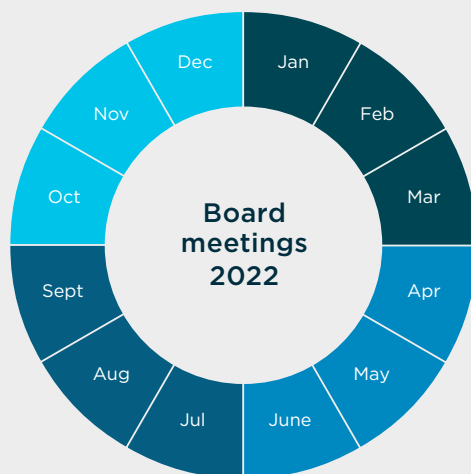 Board
meetings
2022
Jan
Feb
Mar
Apr
May
June
Jul
Aug
Sept
Oct
Nov
Dec